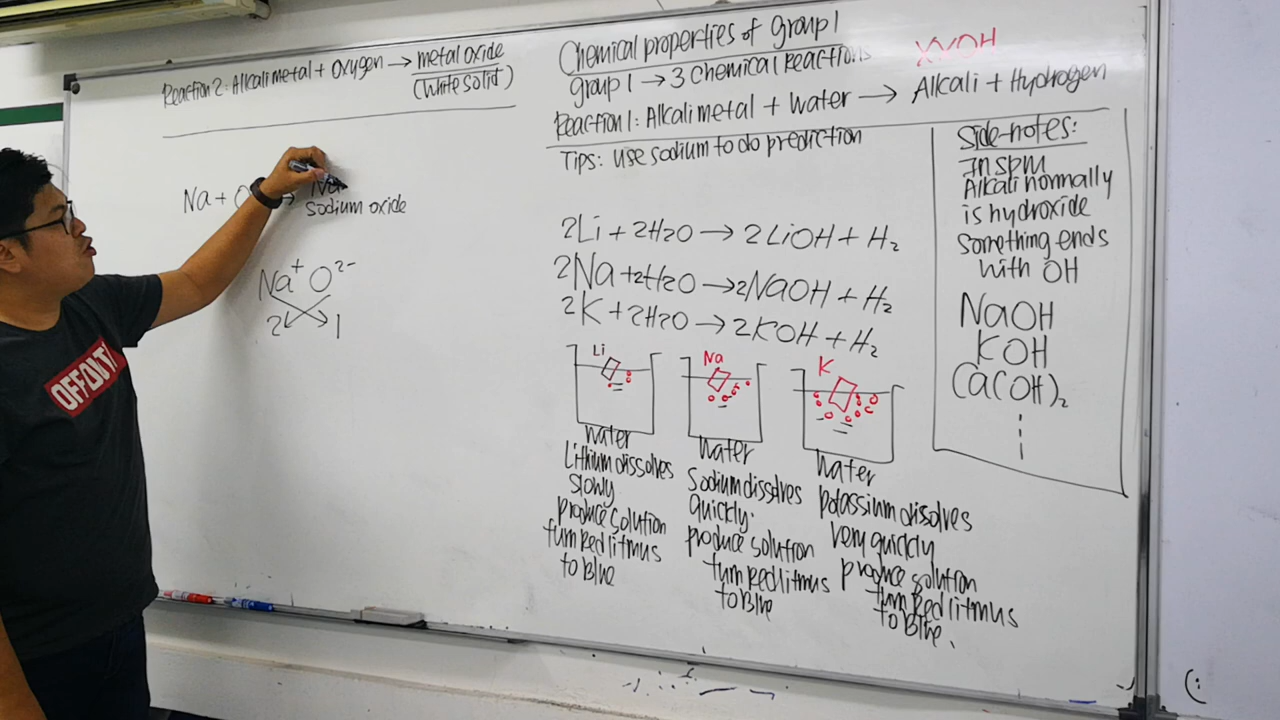 Reaction 2: Alkali metal + Oxygen → metal oxide
(white solid)
Na + O → Na
sodium oxide
Na⁺ O²⁻
2 1
OFFDUTY
Chemical properties of Group 1
group 1 → 3 Chemical Reactions
XXOH
Reaction 1: Alkali metal + Water → Alkali + Hydrogen
Tips: use sodium to do prediction
2Li + 2H₂O → 2LiOH + H₂
2Na + 2H₂O → 2NaOH + H₂
2K + 2H₂O → 2KOH + H₂
Li
Water
Lithium dissolves
slowly
produce solution
turn Red litmus
to Blue
Na
Water
Sodium dissolves
quickly.
produce solution
turn Red litmus
to Blue
K
Water
potassium dissolves
very quickly
produce solution
turn Red litmus
to Blue.
Side-notes:
In spm
Alkali normally
is hydroxide
something ends
with OH
NaOH
KOH
Ca(OH)₂
(: